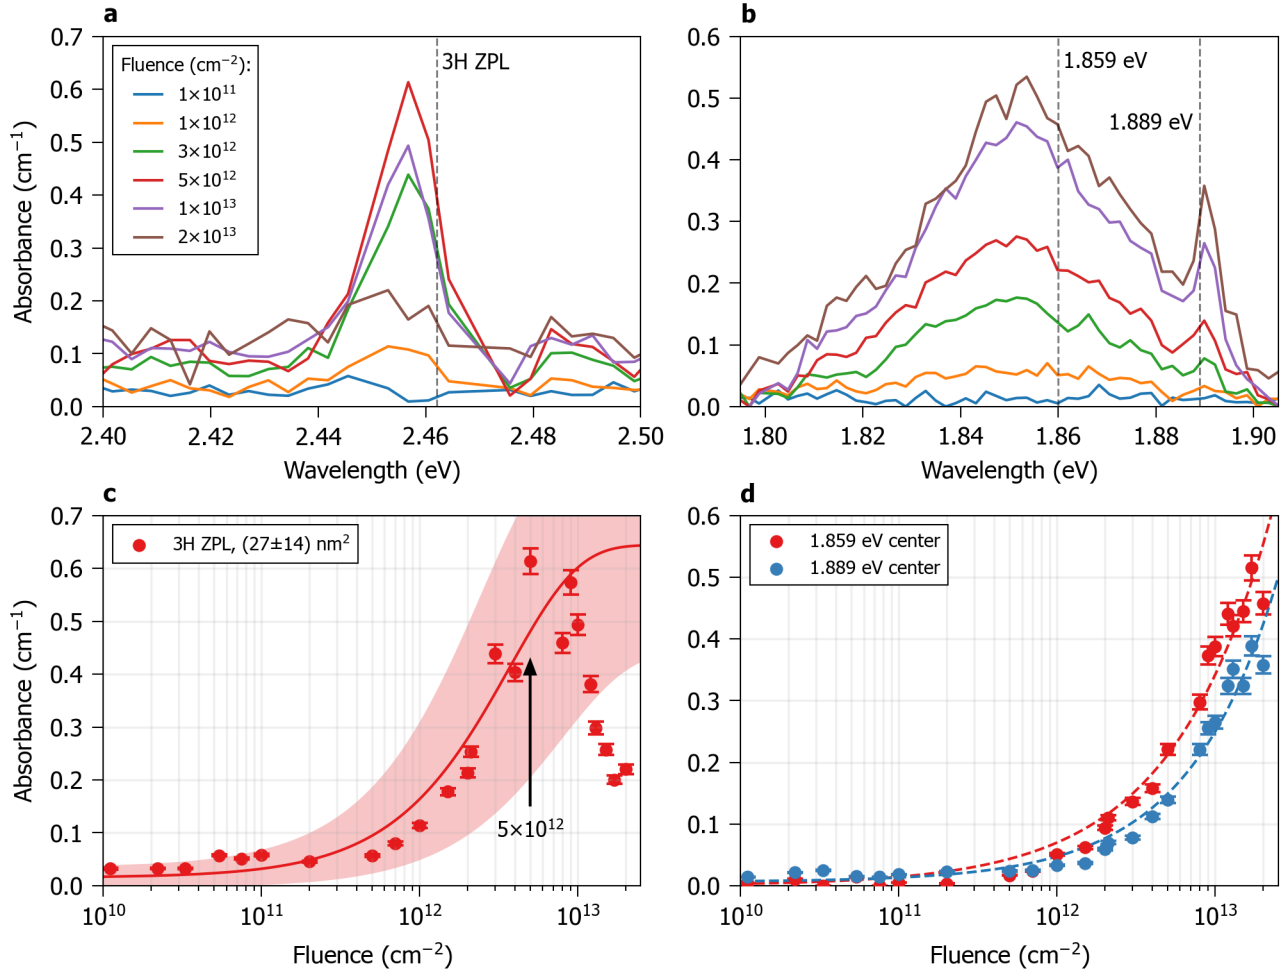 a
0.7
0.6
0.5
0.4
0.3
0.2
0.1
0.0
Absorbance (cm⁻¹)
Fluence (cm⁻²):
1×10¹¹
1×10¹²
3×10¹²
5×10¹²
1×10¹³
2×10¹³
3H ZPL
2.40 2.42 2.44 2.46 2.48 2.50
Wavelength (eV)
b
0.6
0.5
0.4
0.3
0.2
0.1
0.0
1.859 eV
1.889 eV
1.80 1.82 1.84 1.86 1.88 1.90
Wavelength (eV)
c
0.7
0.6
0.5
0.4
0.3
0.2
0.1
0.0
Absorbance (cm⁻¹)
3H ZPL, (27±14) nm²
5×10¹²
10¹⁰ 10¹¹ 10¹² 10¹³
Fluence (cm⁻²)
d
0.6
0.5
0.4
0.3
0.2
0.1
0.0
1.859 eV center
1.889 eV center
10¹⁰ 10¹¹ 10¹² 10¹³
Fluence (cm⁻²)